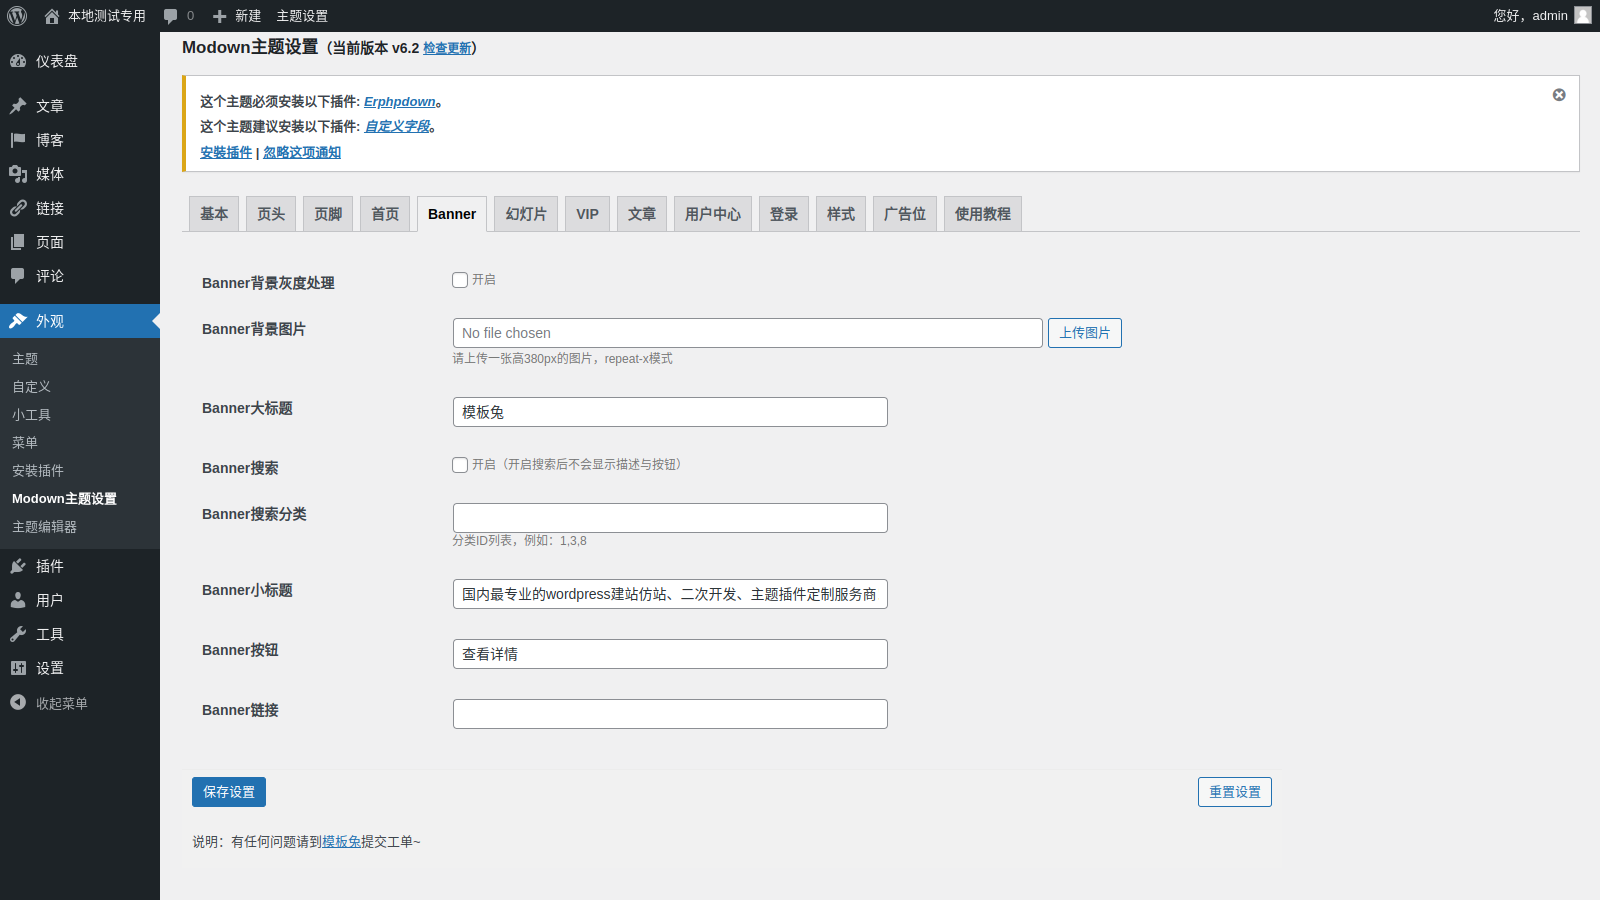 本地测试专用 0 新建 主题设置 您好，admin
仪表盘
文章
博客
媒体
链接
页面
评论
外观
主题
自定义
小工具
菜单
安裝插件
Modown主题设置
主题编辑器
插件
用户
工具
设置
收起菜单
Modown主题设置（当前版本 v6.2 检查更新）
这个主题必须安装以下插件: Erphpdown。
这个主题建议安装以下插件: 自定义字段。
安裝插件 | 忽略这项通知
基本 页头 页脚 首页 Banner 幻灯片 VIP 文章 用户中心 登录 样式 广告位 使用教程
Banner背景灰度处理 开启
Banner背景图片 No file chosen 上传图片
请上传一张高380px的图片，repeat-x模式
Banner大标题 模板兔
Banner搜索 开启（开启搜索后不会显示描述与按钮）
Banner搜索分类
分类ID列表，例如：1,3,8
Banner小标题 国内最专业的wordpress建站仿站、二次开发、主题插件定制服务商
Banner按钮 查看详情
Banner链接
保存设置 重置设置
说明：有任何问题请到模板兔提交工单~